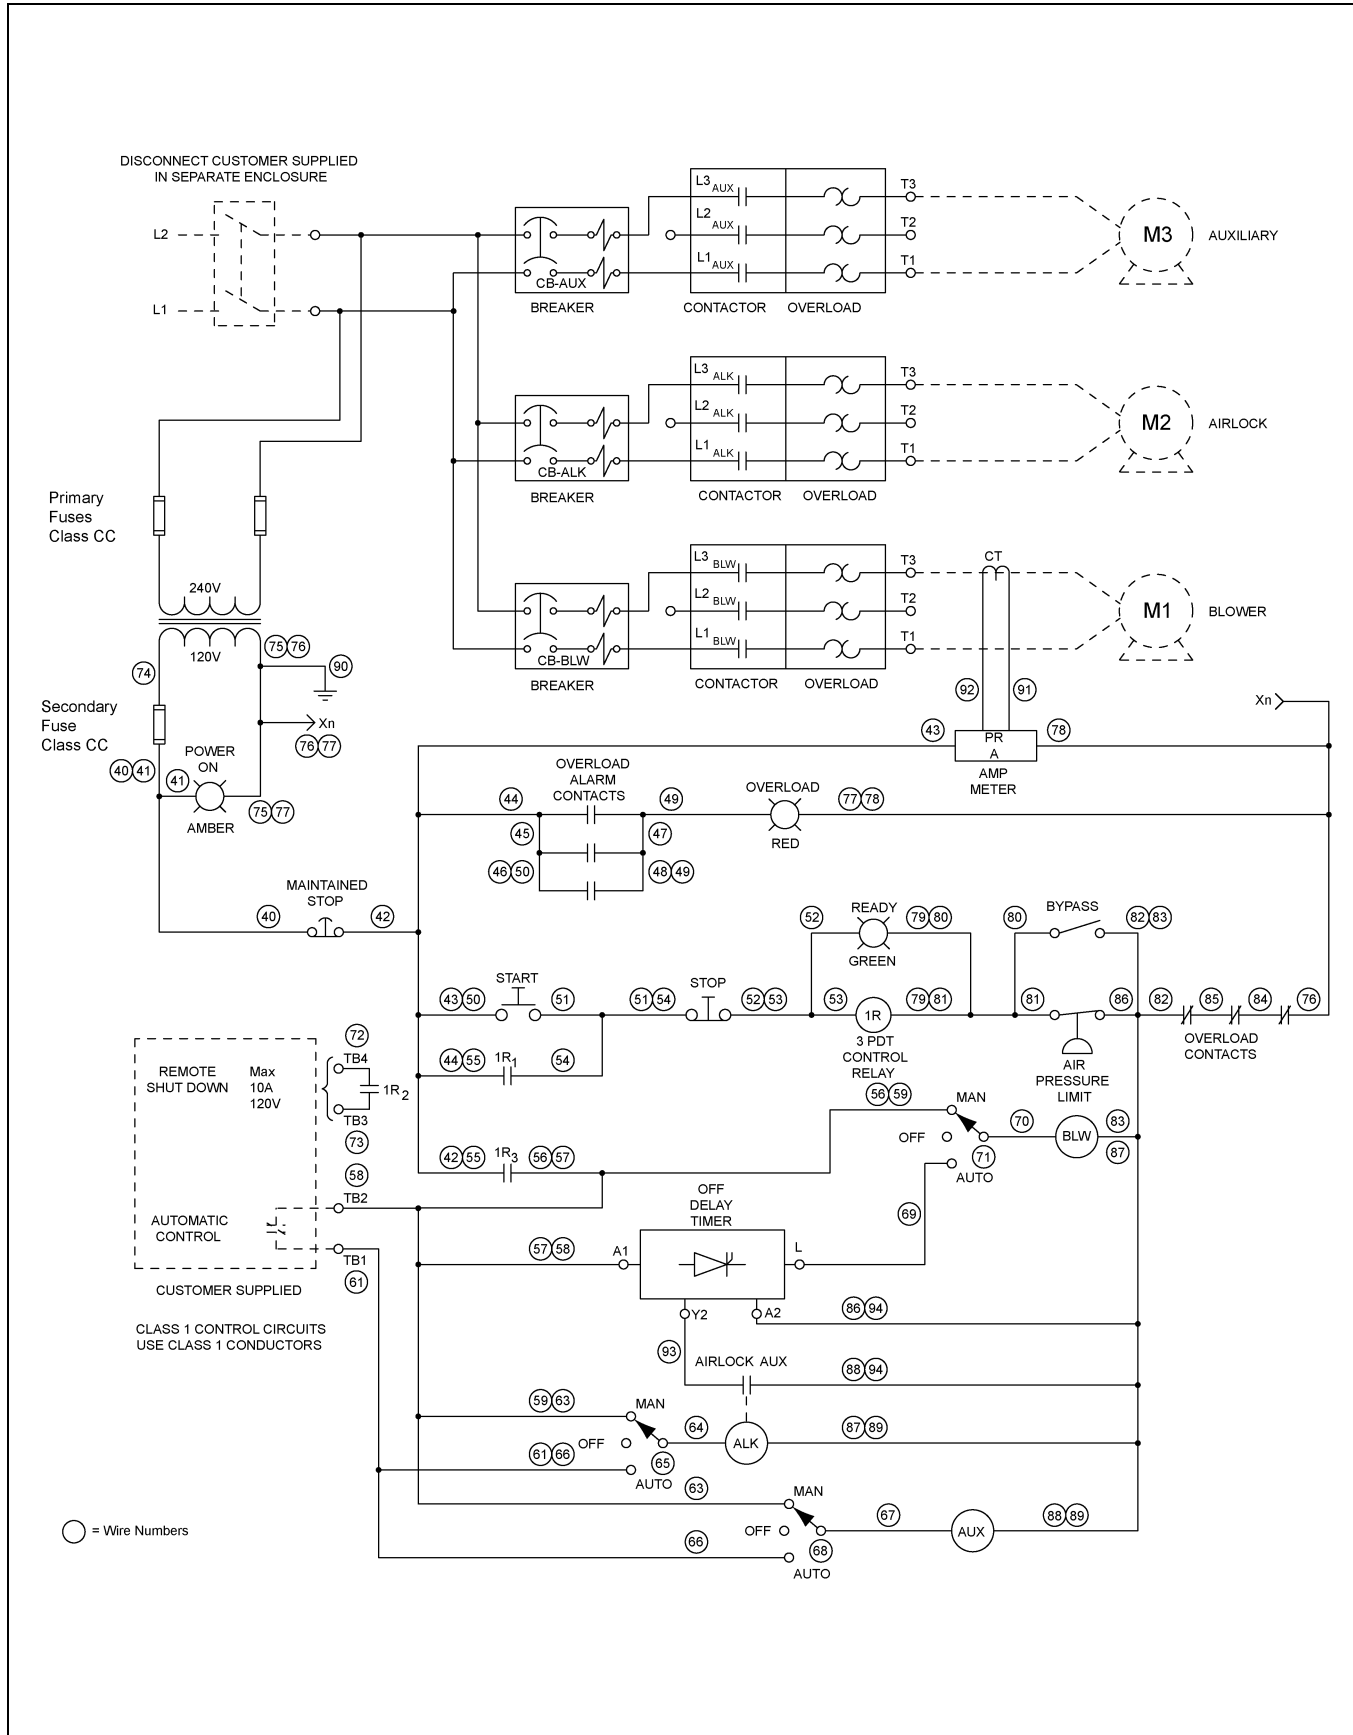 DISCONNECT CUSTOMER SUPPLIED
IN SEPARATE ENCLOSURE
L2
L1
CB-AUX
BREAKER
L3 AUX
L2 AUX
L1 AUX
CONTACTOR
OVERLOAD
T3
T2
T1
M3
AUXILIARY
CB-ALK
BREAKER
L3 ALK
L2 ALK
L1 ALK
CONTACTOR
OVERLOAD
T3
T2
T1
M2
AIRLOCK
Primary
Fuses
Class CC
240V
120V
CB-BLW
BREAKER
L3 BLW
L2 BLW
L1 BLW
CONTACTOR
OVERLOAD
T3
T2
T1
CT
M1
BLOWER
75 76
90
74
Secondary
Fuse
Class CC
Xn
76 77
POWER
ON
40 41
41
AMBER
75 77
92
91
Xn
43
PR
A
78
AMP
METER
OVERLOAD
ALARM
CONTACTS
44
49
45
47
46 50
48 49
OVERLOAD
RED
77 78
MAINTAINED
STOP
40
42
52
READY
GREEN
79 80
80
BYPASS
82 83
START
43 50
51
51 54
STOP
52 53
53
1R
79 81
3 PDT
CONTROL
RELAY
81
86
AIR
PRESSURE
LIMIT
82
85
84
76
OVERLOAD
CONTACTS
44 55
1R1
54
REMOTE
SHUT DOWN
Max
10A
120V
72
TB4
1R2
TB3
73
56 59
MAN
OFF
AUTO
71
70
BLW
83
87
42 55
1R3
56 57
58
TB2
AUTOMATIC
CONTROL
TB1
61
CUSTOMER SUPPLIED
CLASS 1 CONTROL CIRCUITS
USE CLASS 1 CONDUCTORS
OFF
DELAY
TIMER
69
57 58
A1
L
Y2
A2
86 94
93
AIRLOCK AUX
88 94
59 63
MAN
OFF
64
ALK
87 89
61 66
65
AUTO
63
MAN
OFF
67
AUX
88 89
66
68
AUTO
= Wire Numbers